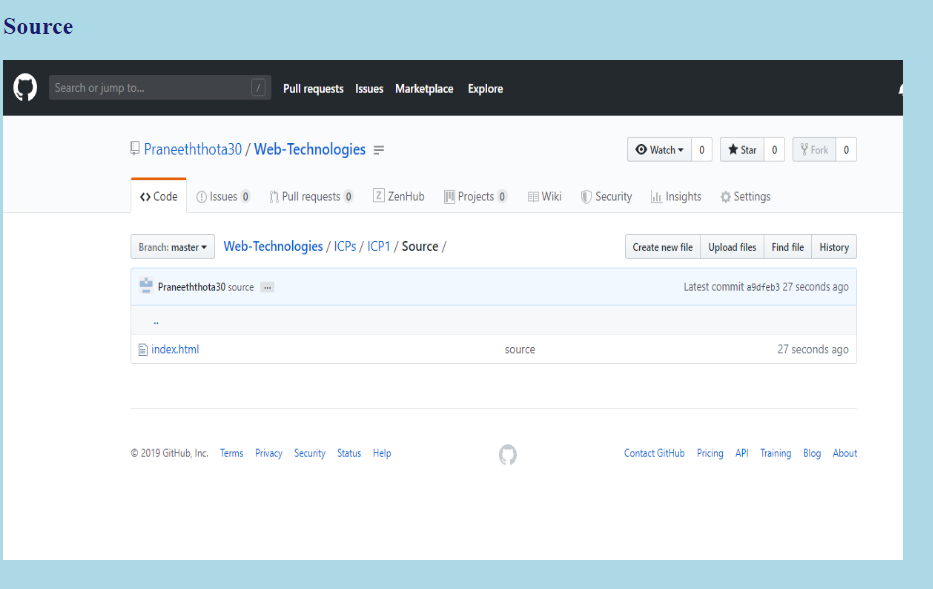 Source
Search or jump to... /
Pull requests Issues Marketplace Explore
Praneeththota30 / Web-Technologies
Watch 0 Star 0 Fork 0
Code Issues 0 Pull requests 0 Z ZenHub Projects 0 Wiki Security Insights Settings
Branch: master Web-Technologies / ICPs / ICP1 / Source /
Create new file Upload files Find file History
Praneeththota30 source ...
Latest commit a9dfeb3 27 seconds ago
..
index.html source 27 seconds ago
© 2019 GitHub, Inc. Terms Privacy Security Status Help
Contact GitHub Pricing API Training Blog About